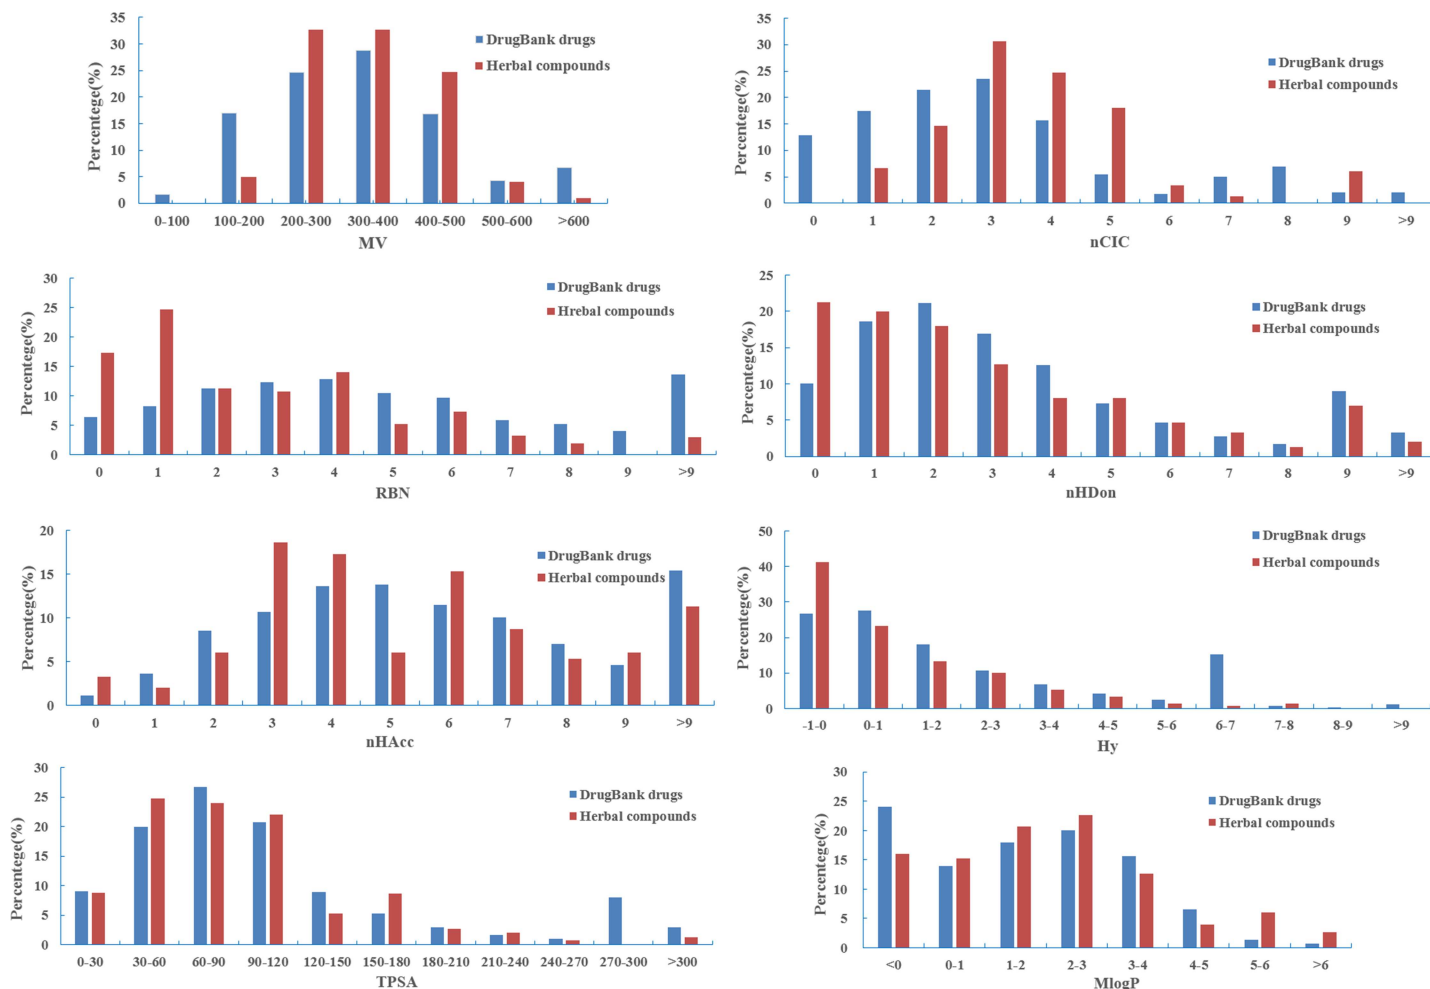 35
30
25
20
15
10
5
0
Percentege(%)
DrugBank drugs
Herbal compounds
0-100 100-200 200-300 300-400 400-500 500-600 >600
MV
35
30
25
20
15
10
5
0
Percentege(%)
DrugBank drugs
Herbal compounds
0 1 2 3 4 5 6 7 8 9 >9
nCIC
30
25
20
15
10
5
0
Percentege(%)
DrugBank drugs
Hrebal compounds
0 1 2 3 4 5 6 7 8 9 >9
RBN
25
20
15
10
5
0
Percentege(%)
DrugBank drugs
Herbal compounds
0 1 2 3 4 5 6 7 8 9 >9
nHDon
20
15
10
5
0
Percentege(%)
DrugBank drugs
Herbal compounds
0 1 2 3 4 5 6 7 8 9 >9
nHAcc
50
40
30
20
10
0
Percentege(%)
DrugBnak drugs
Herbal compounds
-1-0 0-1 1-2 2-3 3-4 4-5 5-6 6-7 7-8 8-9 >9
Hy
30
25
20
15
10
5
0
Percentege(%)
DrugBank drugs
Herbal compounds
0-30 30-60 60-90 90-120 120-150 150-180 180-210 210-240 240-270 270-300 >300
TPSA
30
25
20
15
10
5
0
Percentege(%)
DrugBank drugs
Herbal compounds
<0 0-1 1-2 2-3 3-4 4-5 5-6 >6
MlogP